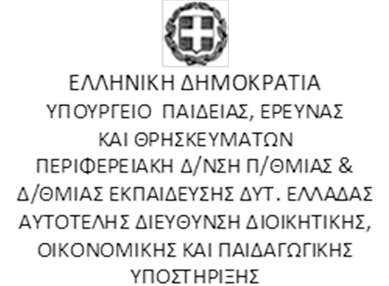 ΕΛΛΗΝΙΚΗ ΔΗΜΟΚΡΑΤΙΑ
ΥΠΟΥΡΓΕΙΟ ΠΑΙΔΕΙΑΣ, ΕΡΕΥΝΑΣ
ΚΑΙ ΘΡΗΣΚΕΥΜΑΤΩΝ
ΠΕΡΙΦΕΡΕΙΑΚΗ Δ/ΝΣΗ Π/ΘΜΙΑΣ &
Δ/ΘΜΙΑΣ ΕΚΠΑΙΔΕΥΣΗΣ ΔΥΤ. ΕΛΛΑΔΑΣ
ΑΥΤΟΤΕΛΗΣ ΔΙΕΥΘΥΝΣΗ ΔΙΟΙΚΗΤΙΚΗΣ,
ΟΙΚΟΝΟΜΙΚΗΣ ΚΑΙ ΠΑΙΔΑΓΩΓΙΚΗΣ
ΥΠΟΣΤΗΡΙΞΗΣ